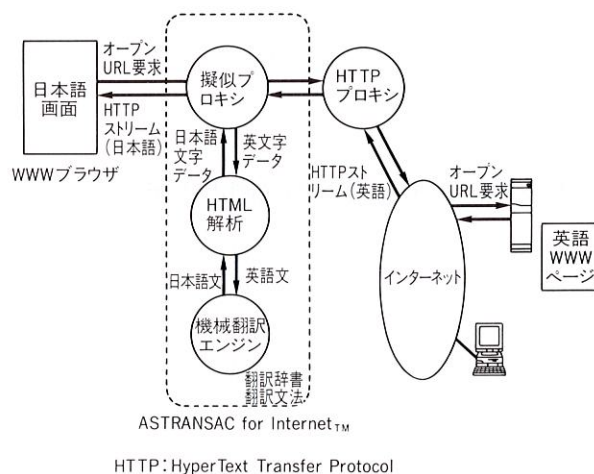 日本語
画面
WWWブラウザ
オープン
URL要求
HTTP
ストリーム
(日本語)
擬似プ
ロキシ
日本語
文字
データ
英文字
データ
HTML
解析
日本語文
英語文
機械翻訳
エンジン
翻訳辞書
翻訳文法
ASTRANSAC for Internet™
HTTP
プロキシ
HTTPスト
リーム(英語)
オープン
URL要求
インターネット
英語
WWW
ページ
HTTP:HyperText Transfer Protocol